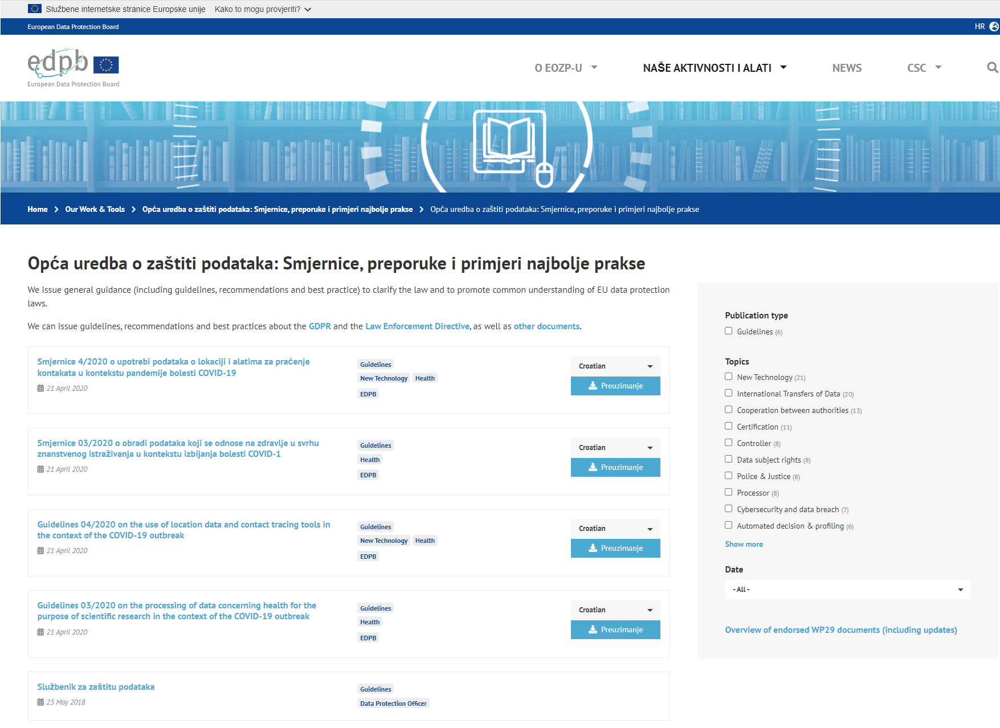 Službene internetske stranice Europske unije Kako to mogu provjeriti?
European Data Protection Board
HR
edpb
European Data Protection Board
O EOZP-U
NAŠE AKTIVNOSTI I ALATI
NEWS
CSC
Home > Our Work & Tools > Opća uredba o zaštiti podataka: Smjernice, preporuke i primjeri najbolje prakse > Opća uredba o zaštiti podataka: Smjernice, preporuke i primjeri najbolje prakse
Opća uredba o zaštiti podataka: Smjernice, preporuke i primjeri najbolje prakse
We issue general guidance (including guidelines, recommendations and best practice) to clarify the law and to promote common understanding of EU data protection
laws.
We can issue guidelines, recommendations and best practices about the GDPR and the Law Enforcement Directive, as well as other documents.
Smjernice 4/2020 o upotrebi podataka o lokaciji i alatima za praćenje
kontakata u kontekstu pandemije bolesti COVID-19
21 April 2020
Guidelines
New Technology Health
EDPB
Croatian
Preuzimanje
Smjernice 03/2020 o obradi podataka koji se odnose na zdravlje u svrhu
znanstvenog istraživanja u kontekstu izbijanja bolesti COVID-1
21 April 2020
Guidelines
Health
EDPB
Croatian
Preuzimanje
Guidelines 04/2020 on the use of location data and contact tracing tools in
the context of the COVID-19 outbreak
21 April 2020
Guidelines
New Technology Health
EDPB
Croatian
Preuzimanje
Guidelines 03/2020 on the processing of data concerning health for the
purpose of scientific research in the context of the COVID-19 outbreak
21 April 2020
Guidelines
Health
EDPB
Croatian
Preuzimanje
Službenik za zaštitu podataka
25 May 2018
Guidelines
Data Protection Officer
Publication type
Guidelines (6)
Topics
New Technology (21)
International Transfers of Data (20)
Cooperation between authorities (13)
Certification (11)
Controller (8)
Data subject rights (8)
Police & Justice (8)
Processor (8)
Cybersecurity and data breach (7)
Automated decision & profiling (6)
Show more
Date
- All -
Overview of endorsed WP29 documents (including updates)